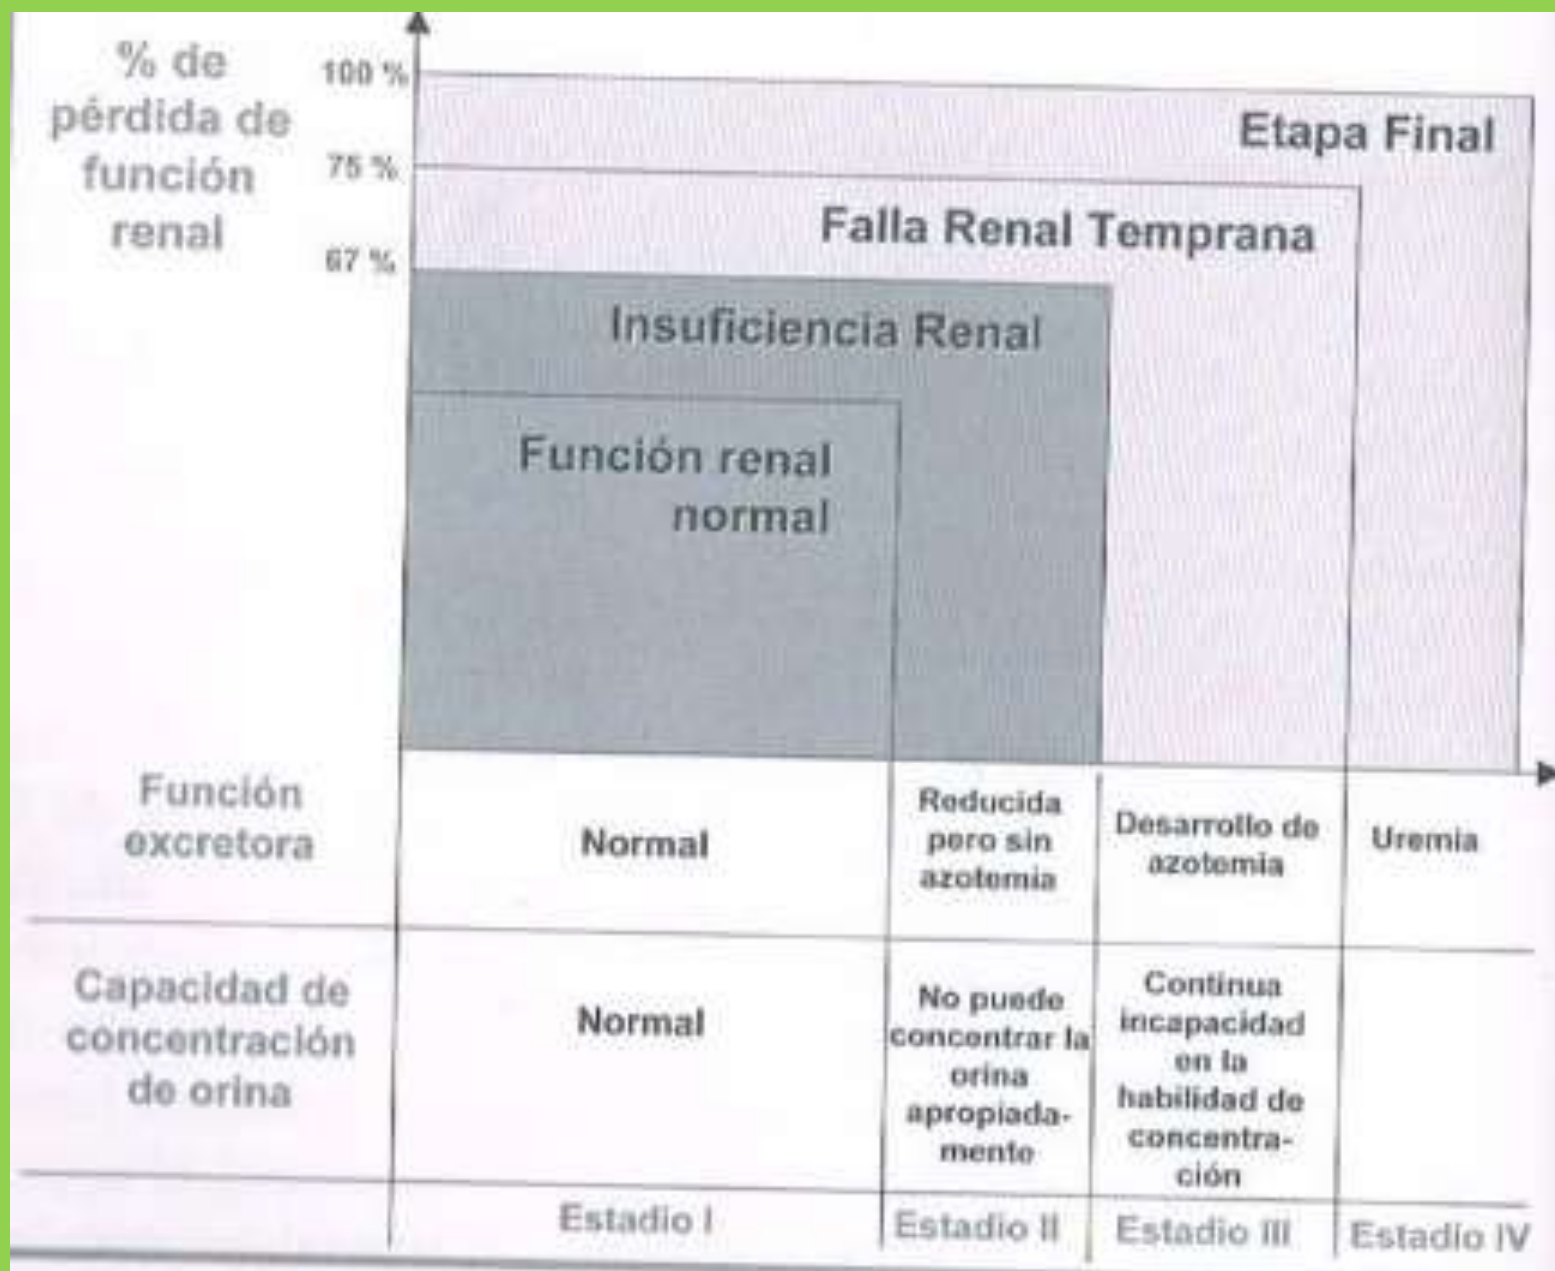 % de
pérdida de
función
renal
100 %
75 %
67 %
Etapa Final
Falla Renal Temprana
Insuficiencia Renal
Función renal
normal
Función
excretora
Normal
Reducida
pero sin
azotemia
Desarrollo de
azotemia
Uremia
Capacidad de
concentración
de orina
Normal
No puede
concentrar la
orina
apropiada-
mente
Continua
incapacidad
en la
habilidad de
concentra-
ción
Estadio I
Estadio II
Estadio III
Estadio IV